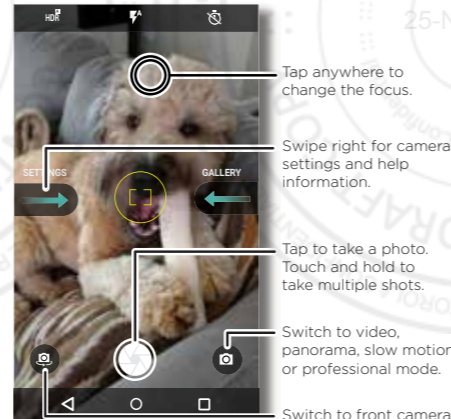 HDR
25-N
Tap anywhere to
change the focus.
Swipe right for camera
settings and help
information.
SETTINGS
GALLERY
Tap to take a photo.
Touch and hold to
take multiple shots.
Switch to video,
panorama, slow motion
or professional mode.
Switch to front camera